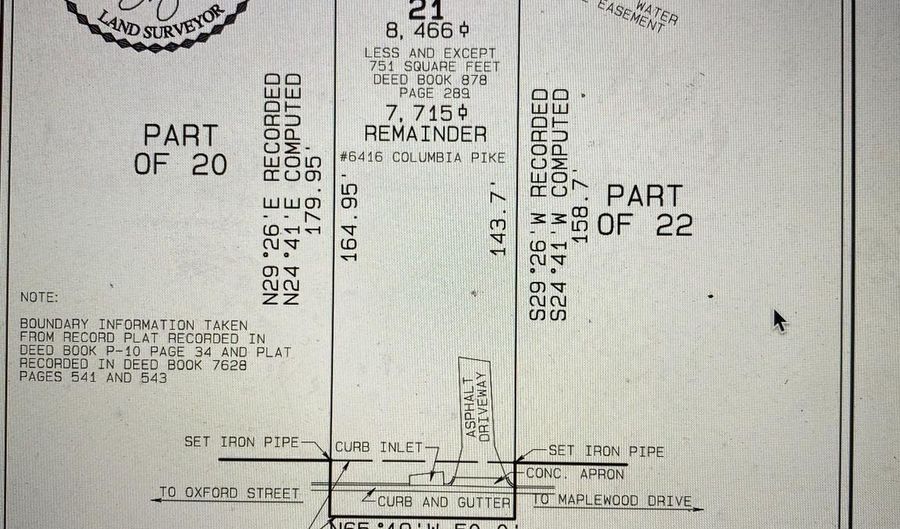 LAND SURVEYOR
21
8, 466⌀
LESS AND EXCEPT
751 SQUARE FEET
DEED BOOK 878
PAGE 289
7, 715⌀
REMAINDER
#6416 COLUMBIA PIKE
WATER
EASEMENT
PART
OF 20
N29°26'E RECORDED
N24°41'E COMPUTED
179.95'
164.95'
143.7'
S29°26'W RECORDED
S24°41'W COMPUTED
158.7'
PART
OF 22
NOTE:
BOUNDARY INFORMATION TAKEN
FROM RECORD PLAT RECORDED IN
DEED BOOK P-10 PAGE 34 AND PLAT
RECORDED IN DEED BOOK 7628
PAGES 541 AND 543
ASPHALT
DRIVEWAY
SET IRON PIPE
CURB INLET
SET IRON PIPE
CONC. APRON
TO OXFORD STREET
CURB AND GUTTER
TO MAPLEWOOD DRIVE